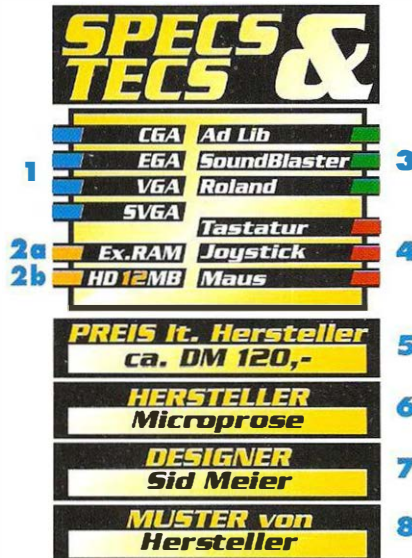 SPECS &
TECS
CGA Ad Lib
1 EGA SoundBlaster 3
VGA Roland
SVGA
Tastatur
2a Ex.RAM Joystick 4
2b HD 12MB Maus
PREIS lt. Hersteller
ca. DM 120,- 5
HERSTELLER
Microprose 6
DESIGNER
Sid Meier 7
MUSTER von
Hersteller 8